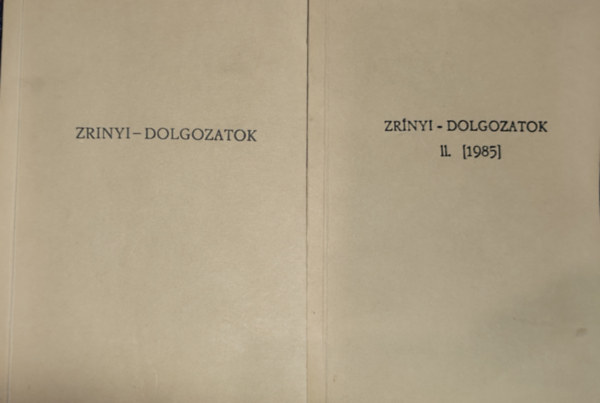 ZRINYI-DOLGOZATOK
ZRÍNYI - DOLGOZATOK
II. [1985]